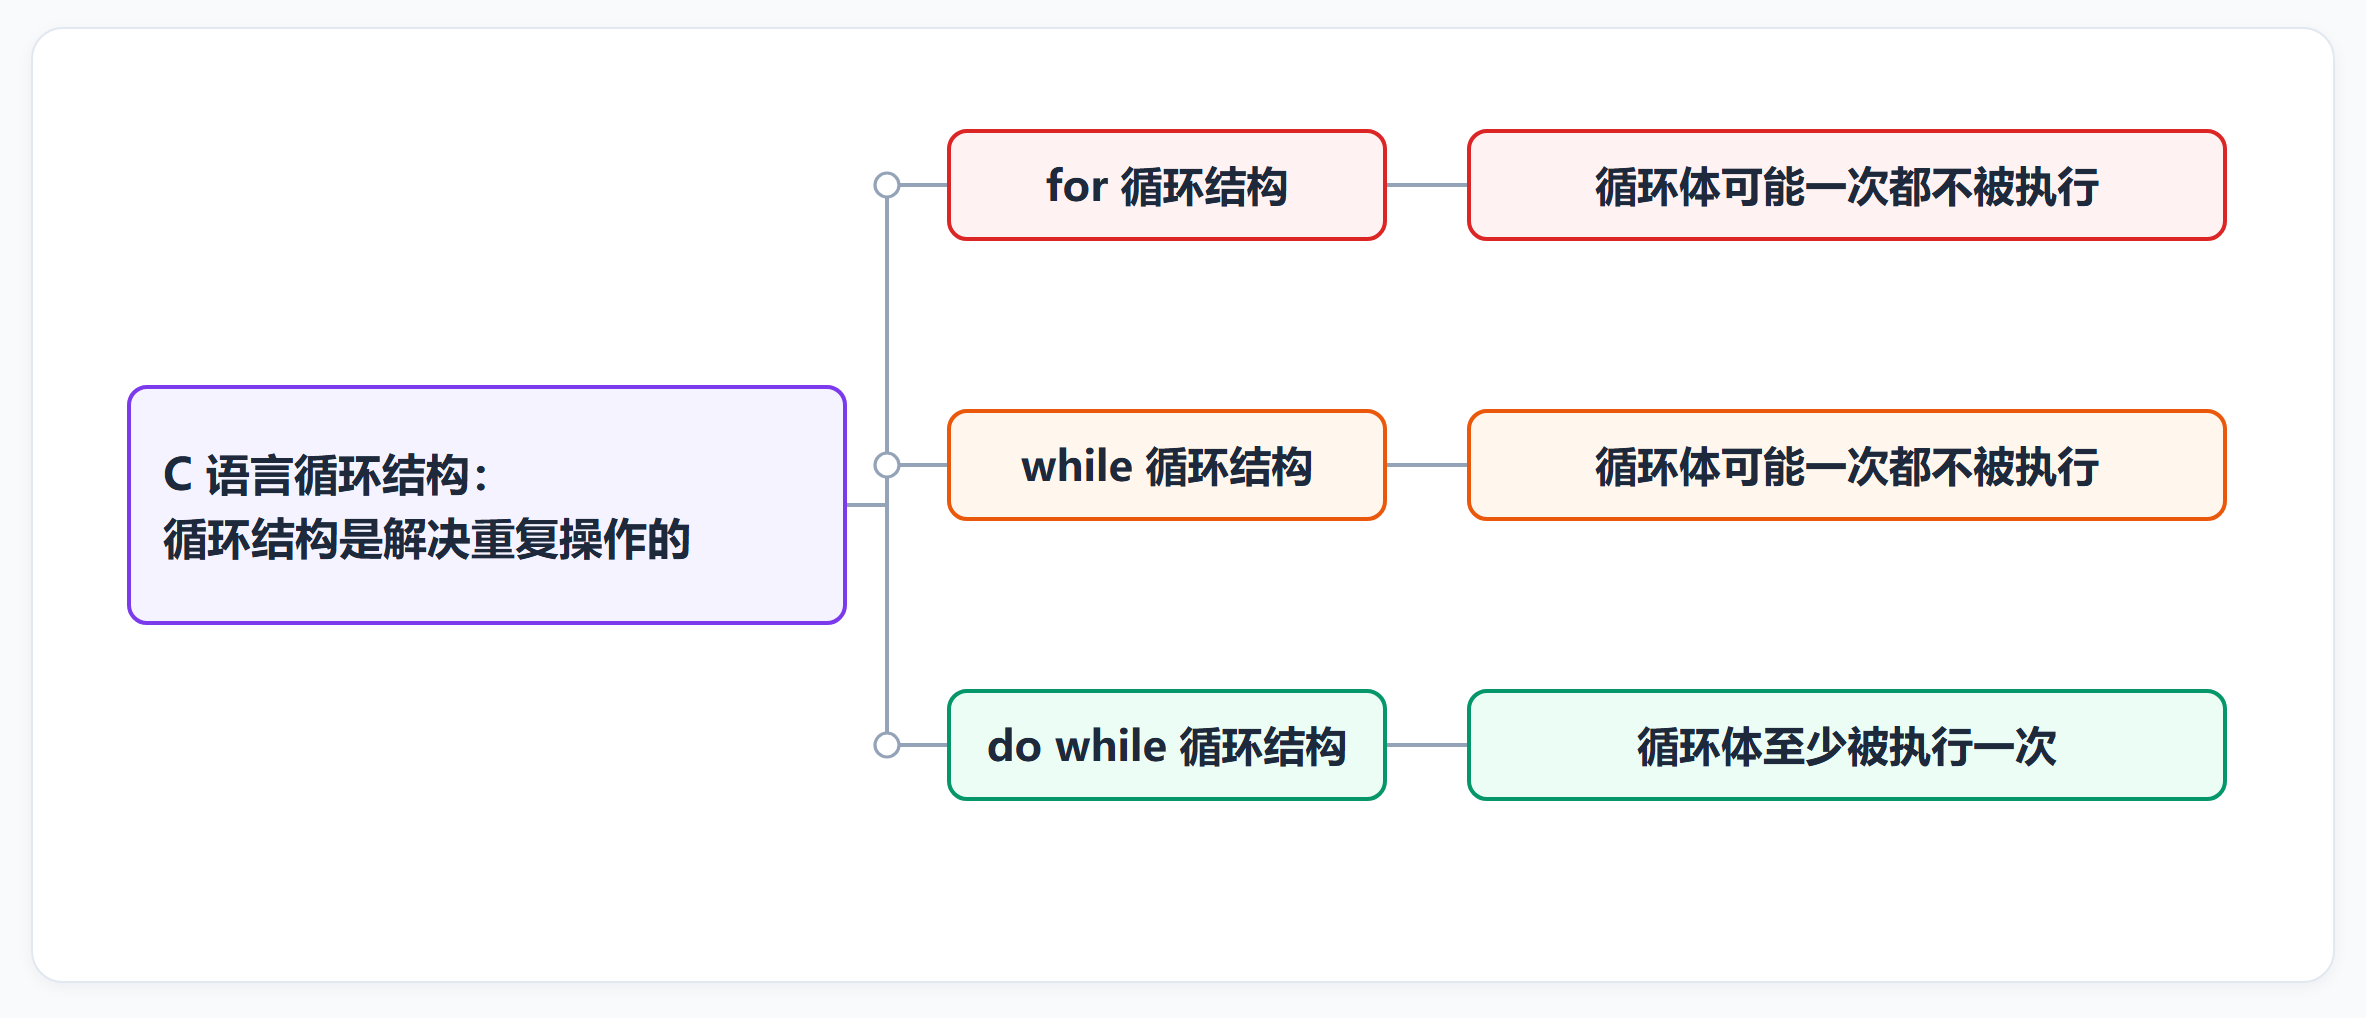 C 语言循环结构：
循环结构是解决重复操作的
for 循环结构
循环体可能一次都不被执行
while 循环结构
循环体可能一次都不被执行
do while 循环结构
循环体至少被执行一次